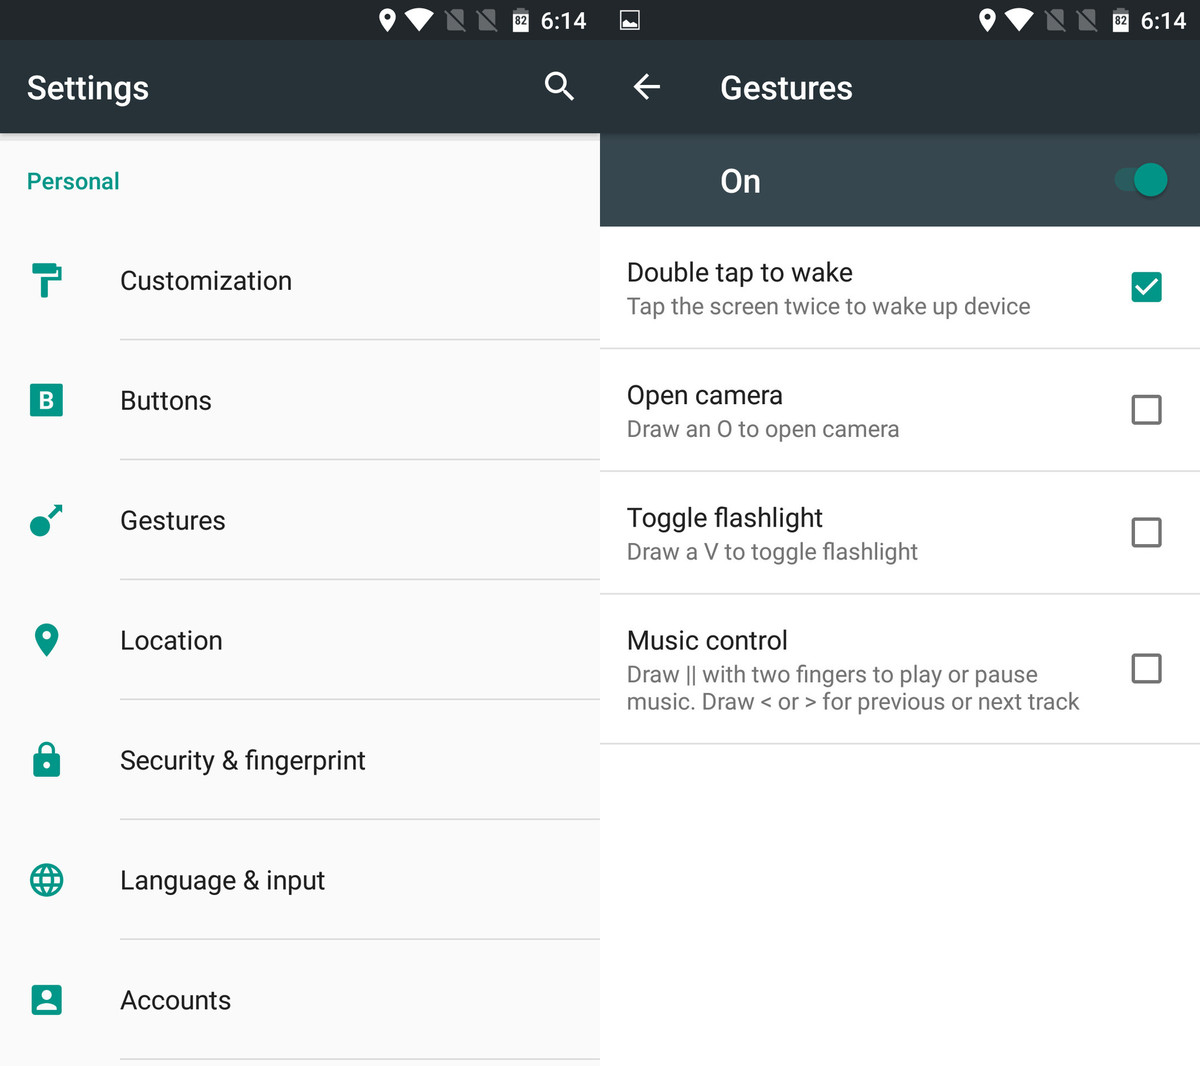 82 6:14
Settings
Personal
Customization
B Buttons
Gestures
Location
Security & fingerprint
Language & input
Accounts
82 6:14
Gestures
On
Double tap to wake
Tap the screen twice to wake up device
Open camera
Draw an O to open camera
Toggle flashlight
Draw a V to toggle flashlight
Music control
Draw || with two fingers to play or pause
music. Draw < or > for previous or next track